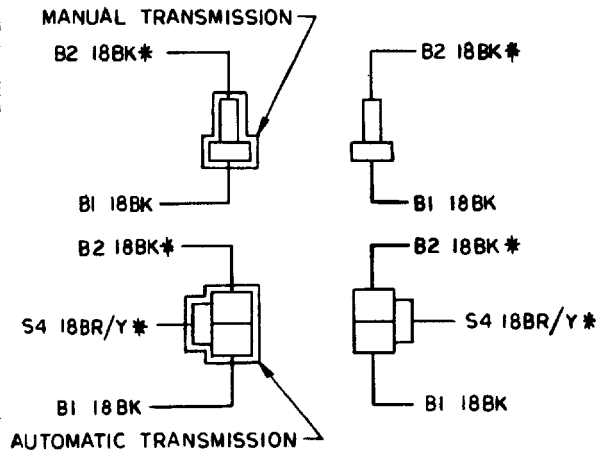 MANUAL TRANSMISSION
B2 18BK* B2 18BK*
B1 18BK B1 18BK
B2 18BK* B2 18BK*
S4 18BR/Y* S4 18BR/Y*
B1 18BK B1 18BK
AUTOMATIC TRANSMISSION